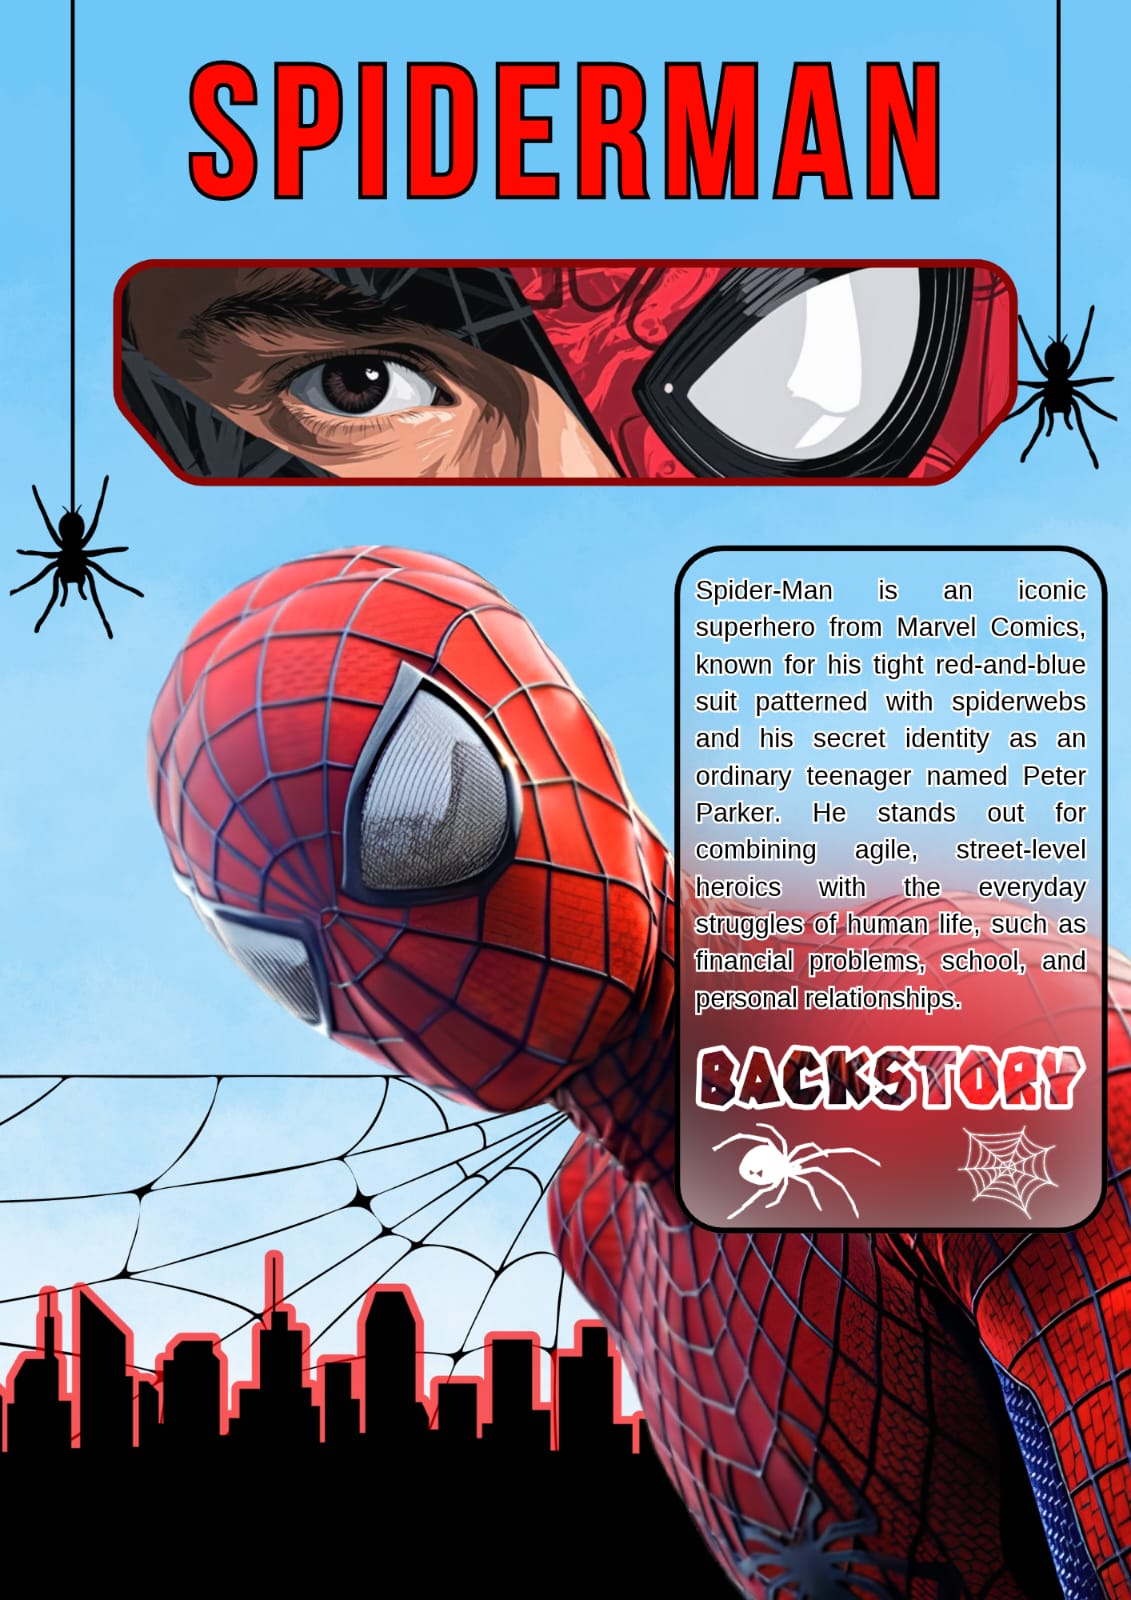 SPIDERMAN
Spider-Man is an iconic
superhero from Marvel Comics,
known for his tight red-and-blue
suit patterned with spiderwebs
and his secret identity as an
ordinary teenager named Peter
Parker. He stands out for
combining agile, street-level
heroics with the everyday
struggles of human life, such as
financial problems, school, and
personal relationships.
BACKSTORY